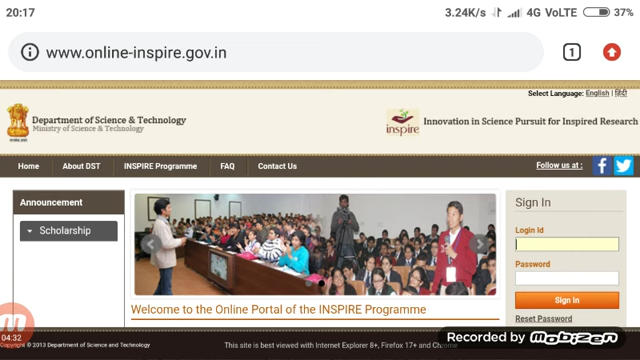 20:17 3.24K/s 4G VoLTE 37%
www.online-inspire.gov.in 1
Select Language: English | हिंदी
Department of Science & Technology
Ministry of Science & Technology
inspire
Innovation in Science Pursuit for Inspired Research
Home About DST INSPIRE Programme FAQ Contact Us Follow us at :
Announcement
Scholarship
Sign In
Login Id
Password
Sign In
Reset Password
Welcome to the Online Portal of the INSPIRE Programme
04:32
Copyright © 2013 Department of Science and Technology
This site is best viewed with Internet Explorer 8+, Firefox 17+ and Chrome
Recorded by mobizen